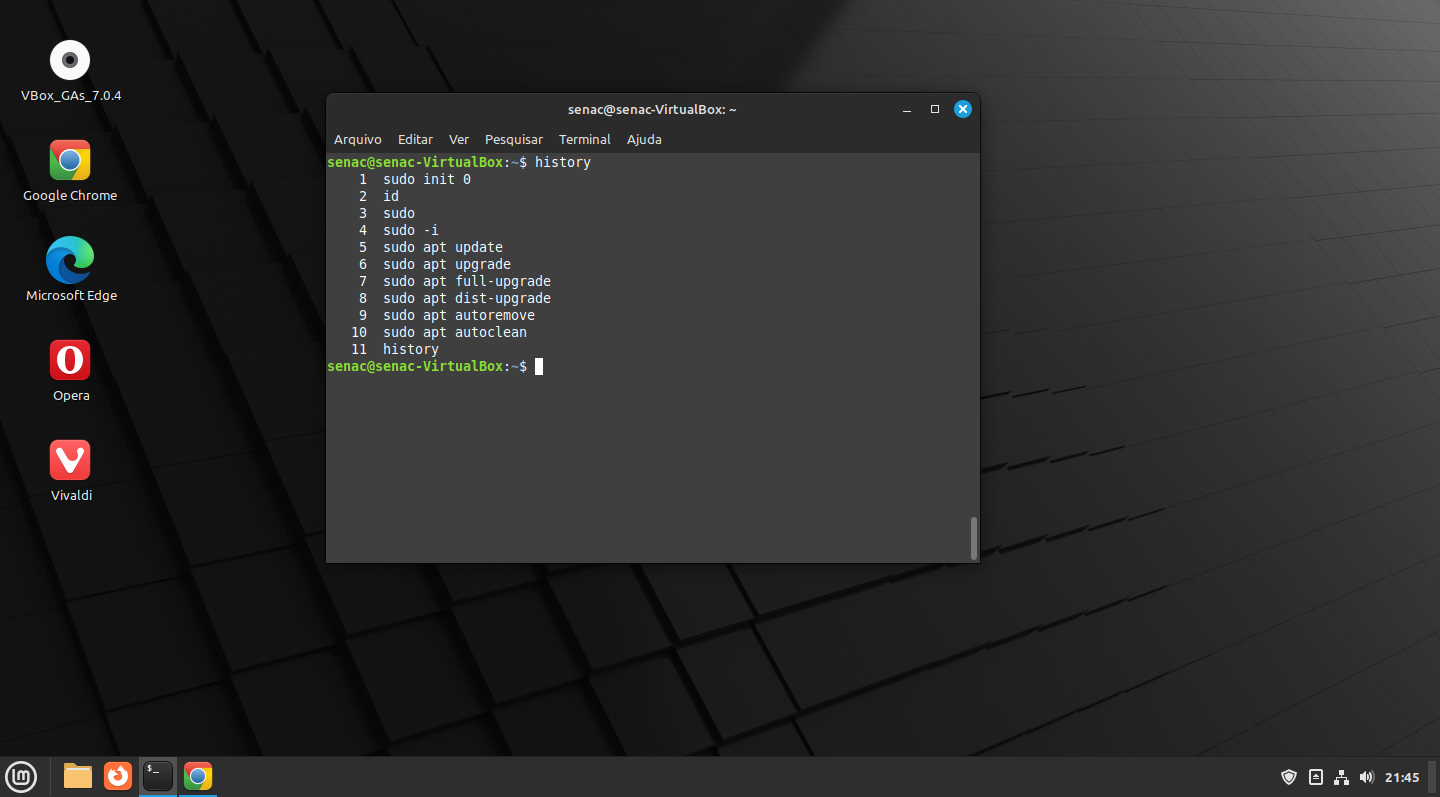 VBox_GAs_7.0.4
Google Chrome
Microsoft Edge
Opera
Vivaldi
senac@senac-VirtualBox: ~
Arquivo Editar Ver Pesquisar Terminal Ajuda
senac@senac-VirtualBox:~$ history
1 sudo init 0
2 id
3 sudo
4 sudo -i
5 sudo apt update
6 sudo apt upgrade
7 sudo apt full-upgrade
8 sudo apt dist-upgrade
9 sudo apt autoremove
10 sudo apt autoclean
11 history
senac@senac-VirtualBox:~$
$_
21:45